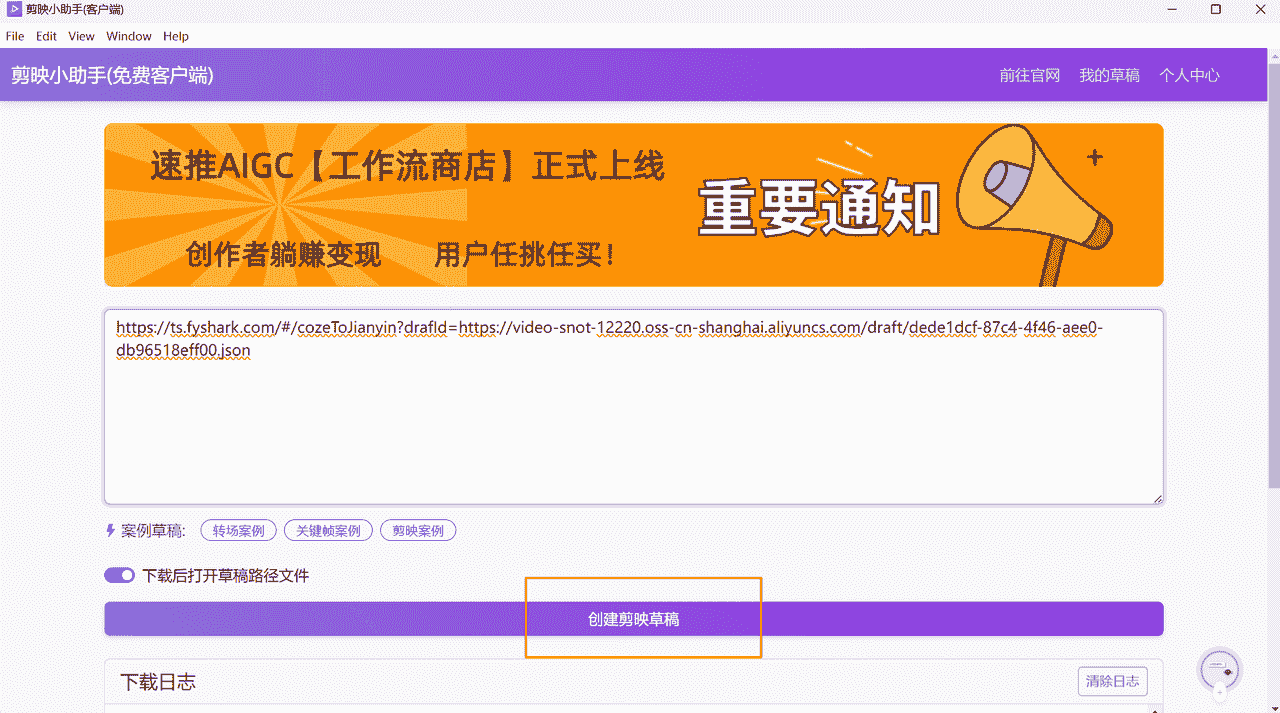 剪映小助手(客户端)
File Edit View Window Help
剪映小助手(免费客户端) 前往官网 我的草稿 个人中心
速推AIGC【工作流商店】正式上线
重要通知
创作者躺赚变现 用户任挑任买!
https://ts.fyshark.com/#/cozeToJianyin?drafId=https://video-snot-12220.oss-cn-shanghai.aliyuncs.com/draft/dede1dcf-87c4-4f46-aee0-
db96518eff00.json
案例草稿: 转场案例 关键帧案例 剪映案例
下载后打开草稿路径文件
创建剪映草稿
下载日志 清除日志